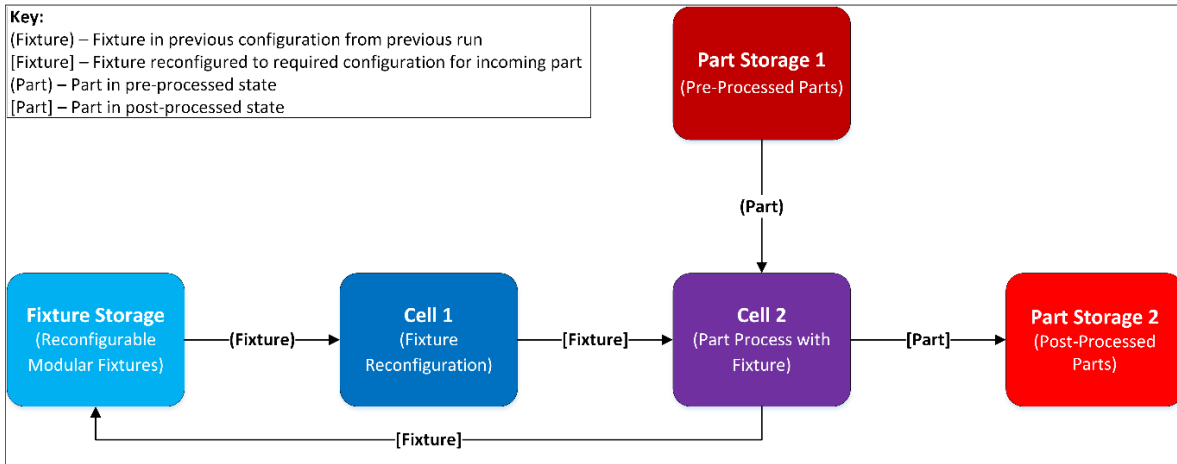 Key:
(Fixture) – Fixture in previous configuration from previous run
[Fixture] – Fixture reconfigured to required configuration for incoming part
(Part) – Part in pre-processed state
[Part] – Part in post-processed state
Part Storage 1
(Pre-Processed Parts)
(Part)
Fixture Storage
(Reconfigurable
Modular Fixtures)
(Fixture)
Cell 1
(Fixture
Reconfiguration)
[Fixture]
Cell 2
(Part Process with
Fixture)
[Part]
Part Storage 2
(Post-Processed
Parts)
[Fixture]